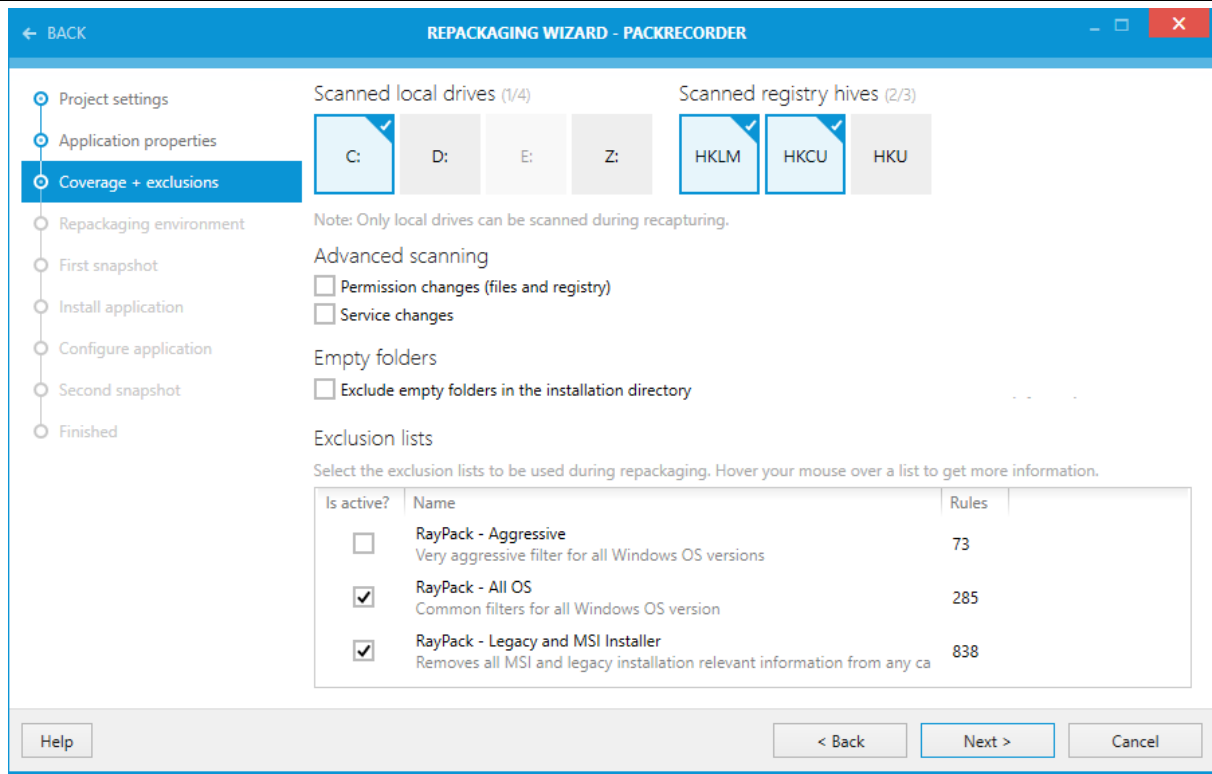 ← BACK
REPACKAGING WIZARD - PACKRECORDER
Project settings
Application properties
Coverage + exclusions
Repackaging environment
First snapshot
Install application
Configure application
Second snapshot
Finished
Scanned local drives (1/4)
Scanned registry hives (2/3)
C: D: E: Z:
HKLM HKCU HKU
Note: Only local drives can be scanned during recapturing.
Advanced scanning
Permission changes (files and registry)
Service changes
Empty folders
Exclude empty folders in the installation directory
Exclusion lists
Select the exclusion lists to be used during repackaging. Hover your mouse over a list to get more information.
Is active? Name Rules
RayPack - Aggressive
Very aggressive filter for all Windows OS versions
73
RayPack - All OS
Common filters for all Windows OS version
285
RayPack - Legacy and MSI Installer
Removes all MSI and legacy installation relevant information from any ca
838
Help
< Back
Next >
Cancel